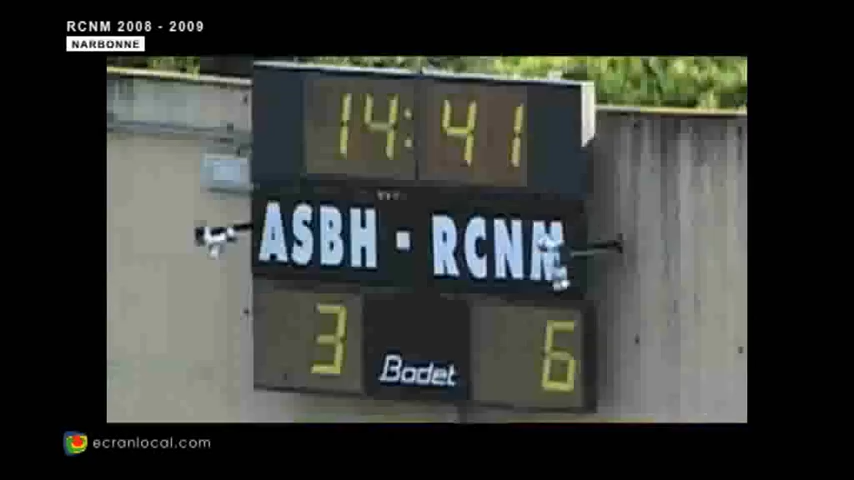 RCNM 2008 - 2009
NARBONNE
14:41
ASBH - RCNM
3 6
Bodet
ecranlocal.com